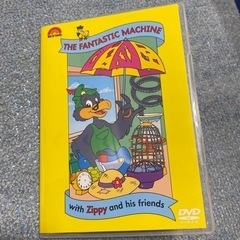 THE FANTASTIC MACHINE
with Zippy and his friends
DVD